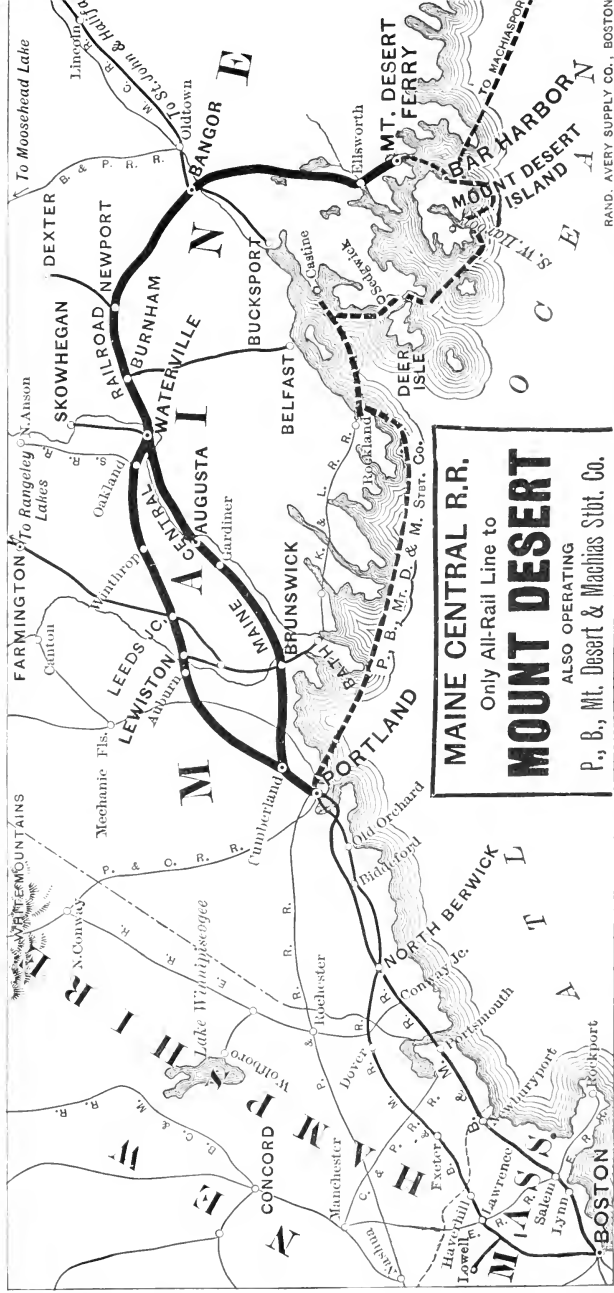 To Moosehead Lake
Lincoln
M. C. R. R.
To St. John & Halifax
Oldtown
B. & P. R. R.
BANGOR
DEXTER
NEWPORT
SKOWHEGAN
RAILROAD
BURNHAM
WATERVILLE
N. Anson
S. R. R.
Oakland
To Rangeley
Lakes
FARMINGTON
Winthrop
CENTRAL
AUGUSTA
Gardiner
MAINE
BRUNSWICK
BATH
LEEDS JC.
LEWISTON
Auburn
Canton
Mechanic Fls.
Cumberland
PORTLAND
BUCKSPORT
BELFAST
Castine
Sedgwick
DEER
ISLE
Rockland
K. & L. R. R.
Ellsworth
MT. DESERT
FERRY
BAR HARBOR
MOUNT DESERT
ISLAND
TO MACHIASPORT
P., B., MT. D. & M. STBT. CO.
M A I N E
WHITE MOUNTAINS
N. Conway
P. & O. R. R.
Lake Winnipiseogee
Wolfboro
Rochester
P. & R. R. R.
E. R. R.
Old Orchard
Biddeford
NORTH BERWICK
Conway Jc.
Portsmouth
Dover
Exeter
Newburyport
Rockport
Haverhill
Lawrence
Lowell
Salem
Lynn
BOSTON
B. & M. R. R.
E. R. R.
B. C. & M. R. R.
CONCORD
Manchester
C. & P. R. R.
Nashua
NEW HAMPSHIRE
MASS.
ATLANTIC OCEAN
MAINE CENTRAL R.R.
Only All-Rail Line to
MOUNT DESERT
ALSO OPERATING
P., B., Mt. Desert & Machias Stbt. Co.
RAND, AVERY SUPPLY CO., BOSTON